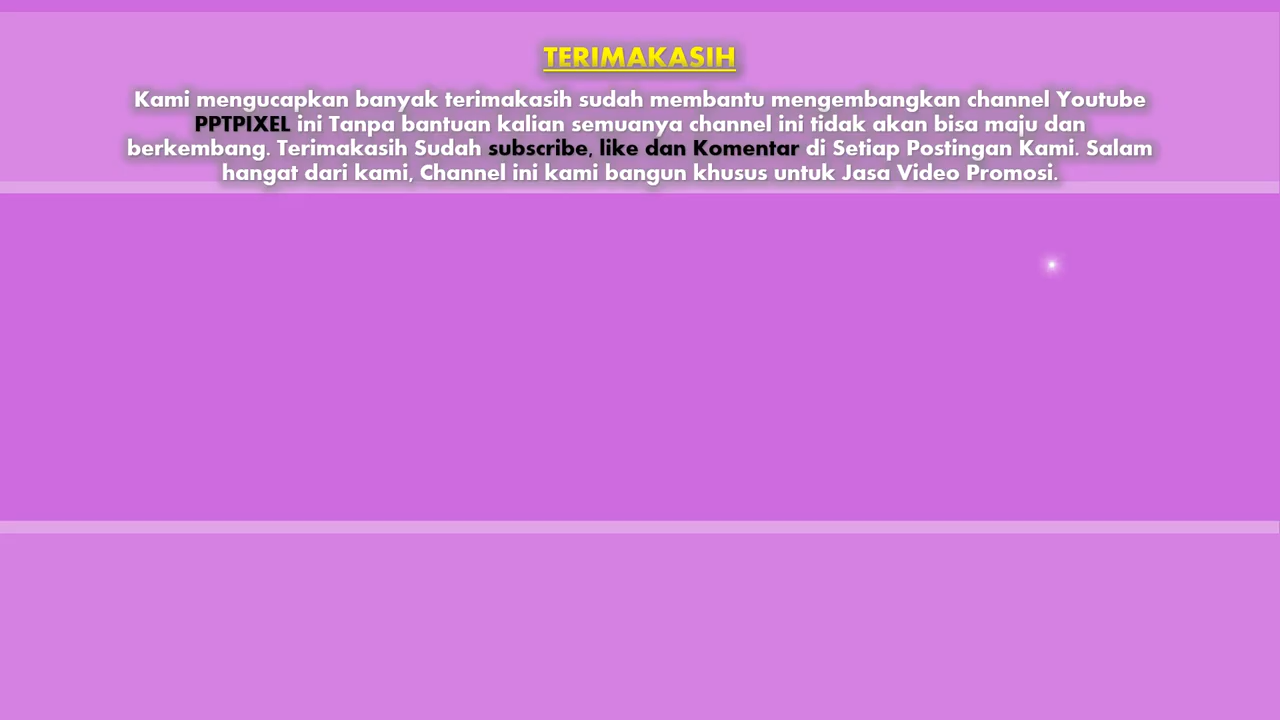 TERIMAKASIH
Kami mengucapkan banyak terimakasih sudah membantu mengembangkan channel Youtube
PPTPIXEL ini Tanpa bantuan kalian semuanya channel ini tidak akan bisa maju dan
berkembang. Terimakasih Sudah subscribe, like dan Komentar di Setiap Postingan Kami. Salam
hangat dari kami, Channel ini kami bangun khusus untuk Jasa Video Promosi.